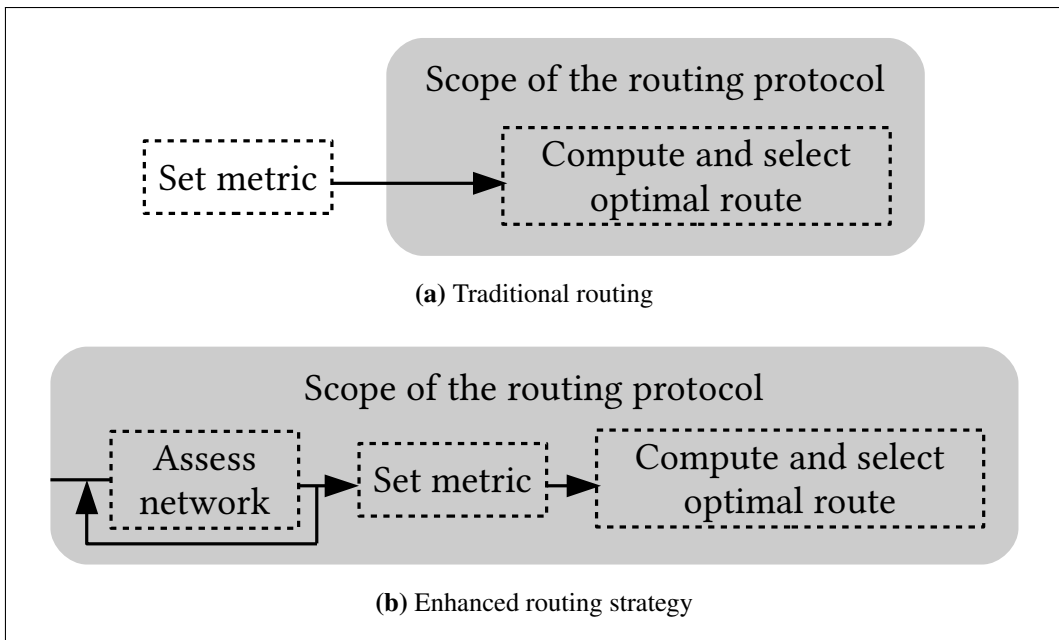 Scope of the routing protocol
Set metric
Compute and select
optimal route
(a) Traditional routing
Scope of the routing protocol
Assess
network
Set metric
Compute and select
optimal route
(b) Enhanced routing strategy